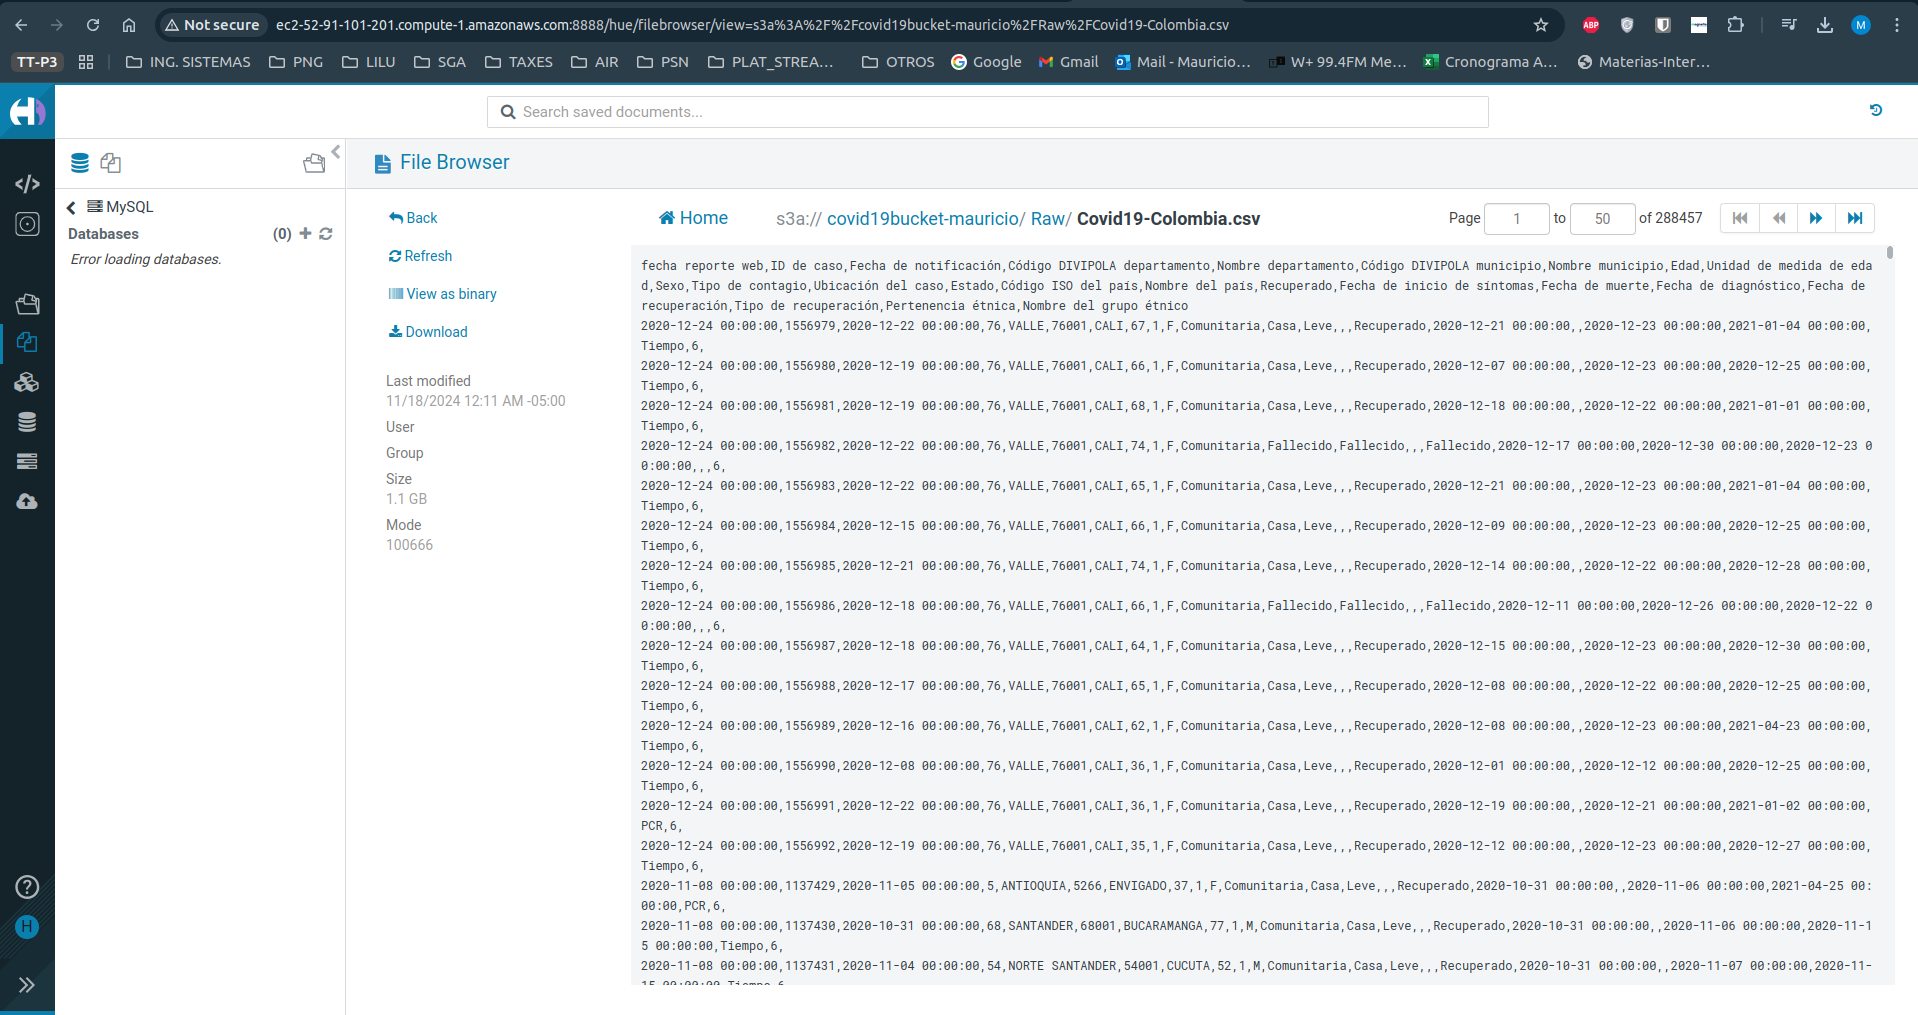 Not secure ec2-52-91-101-201.compute-1.amazonaws.com:8888/hue/filebrowser/view=s3a%3A%2F%2Fcovid19bucket-mauricio%2FRaw%2FCovid19-Colombia.csv ABP M
TT-P3 ING. SISTEMAS PNG LILU SGA TAXES AIR PSN PLAT_STREA... OTROS Google Gmail Mail - Mauricio... W+ 99.4FM Me... Cronograma A... Materias-Inter...
Search saved documents...
File Browser
MySQL
Databases (0)
Error loading databases.
Back
Refresh
View as binary
Download
Last modified
11/18/2024 12:11 AM -05:00
User
Group
Size
1.1 GB
Mode
100666
H
Home s3a:// covid19bucket-mauricio/ Raw/ Covid19-Colombia.csv Page 1 to 50 of 288457
fecha reporte web,ID de caso,Fecha de notificación,Código DIVIPOLA departamento,Nombre departamento,Código DIVIPOLA municipio,Nombre municipio,Edad,Unidad de medida de eda
d,Sexo,Tipo de contagio,Ubicación del caso,Estado,Código ISO del país,Nombre del país,Recuperado,Fecha de inicio de síntomas,Fecha de muerte,Fecha de diagnóstico,Fecha de
recuperación,Tipo de recuperación,Pertenencia étnica,Nombre del grupo étnico
2020-12-24 00:00:00,1556979,2020-12-22 00:00:00,76,VALLE,76001,CALI,67,1,F,Comunitaria,Casa,Leve,,,Recuperado,2020-12-21 00:00:00,,2020-12-23 00:00:00,2021-01-04 00:00:00,
Tiempo,6,
2020-12-24 00:00:00,1556980,2020-12-19 00:00:00,76,VALLE,76001,CALI,66,1,F,Comunitaria,Casa,Leve,,,Recuperado,2020-12-07 00:00:00,,2020-12-23 00:00:00,2020-12-25 00:00:00,
Tiempo,6,
2020-12-24 00:00:00,1556981,2020-12-19 00:00:00,76,VALLE,76001,CALI,68,1,F,Comunitaria,Casa,Leve,,,Recuperado,2020-12-18 00:00:00,,2020-12-22 00:00:00,2021-01-01 00:00:00,
Tiempo,6,
2020-12-24 00:00:00,1556982,2020-12-22 00:00:00,76,VALLE,76001,CALI,74,1,F,Comunitaria,Fallecido,Fallecido,,,Fallecido,2020-12-17 00:00:00,2020-12-30 00:00:00,2020-12-23 0
0:00:00,,,6,
2020-12-24 00:00:00,1556983,2020-12-22 00:00:00,76,VALLE,76001,CALI,65,1,F,Comunitaria,Casa,Leve,,,Recuperado,2020-12-21 00:00:00,,2020-12-23 00:00:00,2021-01-04 00:00:00,
Tiempo,6,
2020-12-24 00:00:00,1556984,2020-12-15 00:00:00,76,VALLE,76001,CALI,66,1,F,Comunitaria,Casa,Leve,,,Recuperado,2020-12-09 00:00:00,,2020-12-23 00:00:00,2020-12-25 00:00:00,
Tiempo,6,
2020-12-24 00:00:00,1556985,2020-12-21 00:00:00,76,VALLE,76001,CALI,74,1,F,Comunitaria,Casa,Leve,,,Recuperado,2020-12-14 00:00:00,,2020-12-22 00:00:00,2020-12-28 00:00:00,
Tiempo,6,
2020-12-24 00:00:00,1556986,2020-12-18 00:00:00,76,VALLE,76001,CALI,66,1,F,Comunitaria,Fallecido,Fallecido,,,Fallecido,2020-12-11 00:00:00,2020-12-26 00:00:00,2020-12-22 0
0:00:00,,,6,
2020-12-24 00:00:00,1556987,2020-12-18 00:00:00,76,VALLE,76001,CALI,64,1,F,Comunitaria,Casa,Leve,,,Recuperado,2020-12-15 00:00:00,,2020-12-23 00:00:00,2020-12-30 00:00:00,
Tiempo,6,
2020-12-24 00:00:00,1556988,2020-12-17 00:00:00,76,VALLE,76001,CALI,65,1,F,Comunitaria,Casa,Leve,,,Recuperado,2020-12-08 00:00:00,,2020-12-22 00:00:00,2020-12-25 00:00:00,
Tiempo,6,
2020-12-24 00:00:00,1556989,2020-12-16 00:00:00,76,VALLE,76001,CALI,62,1,F,Comunitaria,Casa,Leve,,,Recuperado,2020-12-08 00:00:00,,2020-12-23 00:00:00,2021-04-23 00:00:00,
Tiempo,6,
2020-12-24 00:00:00,1556990,2020-12-08 00:00:00,76,VALLE,76001,CALI,36,1,F,Comunitaria,Casa,Leve,,,Recuperado,2020-12-01 00:00:00,,2020-12-12 00:00:00,2020-12-25 00:00:00,
Tiempo,6,
2020-12-24 00:00:00,1556991,2020-12-22 00:00:00,76,VALLE,76001,CALI,36,1,F,Comunitaria,Casa,Leve,,,Recuperado,2020-12-19 00:00:00,,2020-12-21 00:00:00,2021-01-02 00:00:00,
PCR,6,
2020-12-24 00:00:00,1556992,2020-12-19 00:00:00,76,VALLE,76001,CALI,35,1,F,Comunitaria,Casa,Leve,,,Recuperado,2020-12-12 00:00:00,,2020-12-23 00:00:00,2020-12-27 00:00:00,
Tiempo,6,
2020-11-08 00:00:00,1137429,2020-11-05 00:00:00,5,ANTIOQUIA,5266,ENVIGADO,37,1,F,Comunitaria,Casa,Leve,,,Recuperado,2020-10-31 00:00:00,,2020-11-06 00:00:00,2021-04-25 00:
00:00,PCR,6,
2020-11-08 00:00:00,1137430,2020-10-31 00:00:00,68,SANTANDER,68001,BUCARAMANGA,77,1,M,Comunitaria,Casa,Leve,,,Recuperado,2020-10-31 00:00:00,,2020-11-06 00:00:00,2020-11-1
5 00:00:00,Tiempo,6,
2020-11-08 00:00:00,1137431,2020-11-04 00:00:00,54,NORTE SANTANDER,54001,CUCUTA,52,1,M,Comunitaria,Casa,Leve,,,Recuperado,2020-10-31 00:00:00,,2020-11-07 00:00:00,2020-11-
15 00:00:00,Tiempo,6,